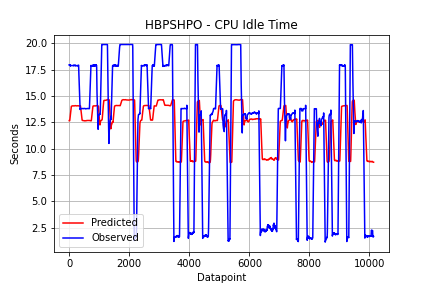 HBPSHPO - CPU Idle Time
20.0
17.5
15.0
12.5
10.0
7.5
5.0
2.5
Seconds
Predicted
Observed
0 2000 4000 6000 8000 10000
Datapoint